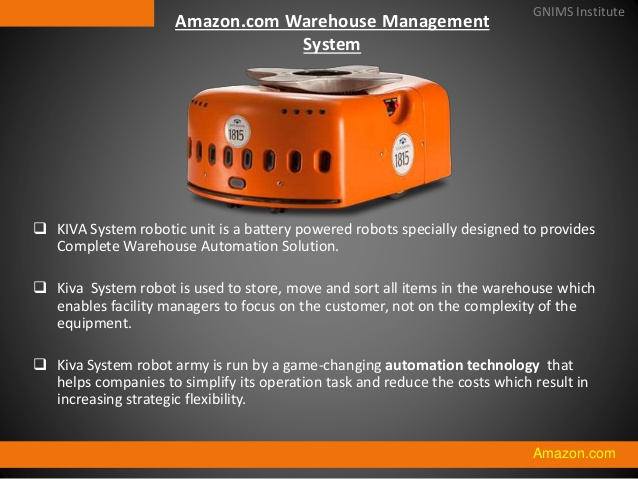 GNIMS Institute
Amazon.com Warehouse Management
System
1815
1815
❑ KIVA System robotic unit is a battery powered robots specially designed to provides
Complete Warehouse Automation Solution.
❑ Kiva System robot is used to store, move and sort all items in the warehouse which
enables facility managers to focus on the customer, not on the complexity of the
equipment.
❑ Kiva System robot army is run by a game-changing automation technology that
helps companies to simplify its operation task and reduce the costs which result in
increasing strategic flexibility.
Amazon.com